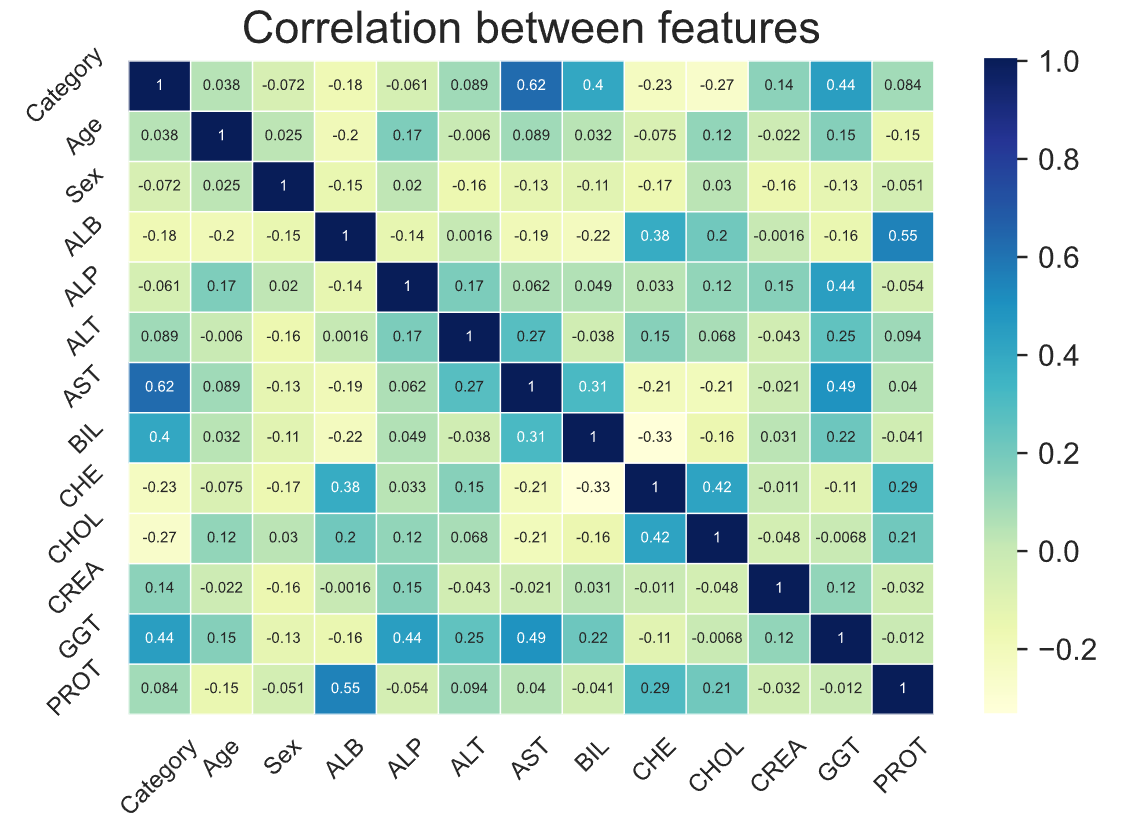 Correlation between features
Category 1 0.038 -0.072 -0.18 -0.061 0.089 0.62 0.4 -0.23 -0.27 0.14 0.44 0.084
Age 0.038 1 0.025 -0.2 0.17 -0.006 0.089 0.032 -0.075 0.12 -0.022 0.15 -0.15
Sex -0.072 0.025 1 -0.15 0.02 -0.16 -0.13 -0.11 -0.17 0.03 -0.16 -0.13 -0.051
ALB -0.18 -0.2 -0.15 1 -0.14 0.0016 -0.19 -0.22 0.38 0.2 -0.0016 -0.16 0.55
ALP -0.061 0.17 0.02 -0.14 1 0.17 0.062 0.049 0.033 0.12 0.15 0.44 -0.054
ALT 0.089 -0.006 -0.16 0.0016 0.17 1 0.27 -0.038 0.15 0.068 -0.043 0.25 0.094
AST 0.62 0.089 -0.13 -0.19 0.062 0.27 1 0.31 -0.21 -0.21 -0.021 0.49 0.04
BIL 0.4 0.032 -0.11 -0.22 0.049 -0.038 0.31 1 -0.33 -0.16 0.031 0.22 -0.041
CHE -0.23 -0.075 -0.17 0.38 0.033 0.15 -0.21 -0.33 1 0.42 -0.011 -0.11 0.29
CHOL -0.27 0.12 0.03 0.2 0.12 0.068 -0.21 -0.16 0.42 1 -0.048 -0.0068 0.21
CREA 0.14 -0.022 -0.16 -0.0016 0.15 -0.043 -0.021 0.031 -0.011 -0.048 1 0.12 -0.032
GGT 0.44 0.15 -0.13 -0.16 0.44 0.25 0.49 0.22 -0.11 -0.0068 0.12 1 -0.012
PROT 0.084 -0.15 -0.051 0.55 -0.054 0.094 0.04 -0.041 0.29 0.21 -0.032 -0.012 1
Category Age Sex ALB ALP ALT AST BIL CHE CHOL CREA GGT PROT
1.0
0.8
0.6
0.4
0.2
0.0
−0.2